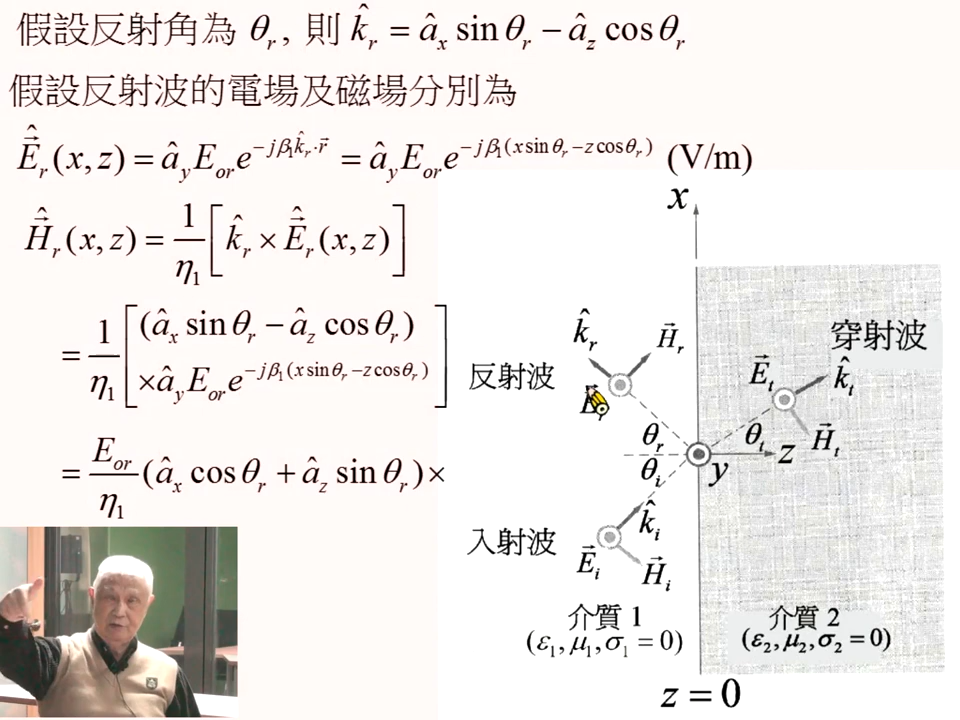 假設反射角為 θ_r, 則 k̂_r = â_x sin θ_r − â_z cos θ_r
假設反射波的電場及磁場分別為
Ê⃗_r(x, z) = â_y E_or e^{−jβ₁k̂_r·r⃗} = â_y E_or e^{−jβ₁(x sin θ_r − z cos θ_r)} (V/m)
Ĥ⃗_r(x, z) = 1/η₁ [k̂_r × Ê⃗_r(x, z)]
= 1/η₁ [(â_x sin θ_r − â_z cos θ_r)
× â_y E_or e^{−jβ₁(x sin θ_r − z cos θ_r)}]
= E_or/η₁ (â_x cos θ_r + â_z sin θ_r) ×
x
k̂_r
H⃗_r
反射波
θ_r
θ_i
y
z
入射波
k̂_i
E⃗_i
H⃗_i
穿射波
E⃗_t
k̂_t
θ_t
H⃗_t
介質 1
(ε₁, μ₁, σ₁ = 0)
介質 2
(ε₂, μ₂, σ₂ = 0)
z = 0